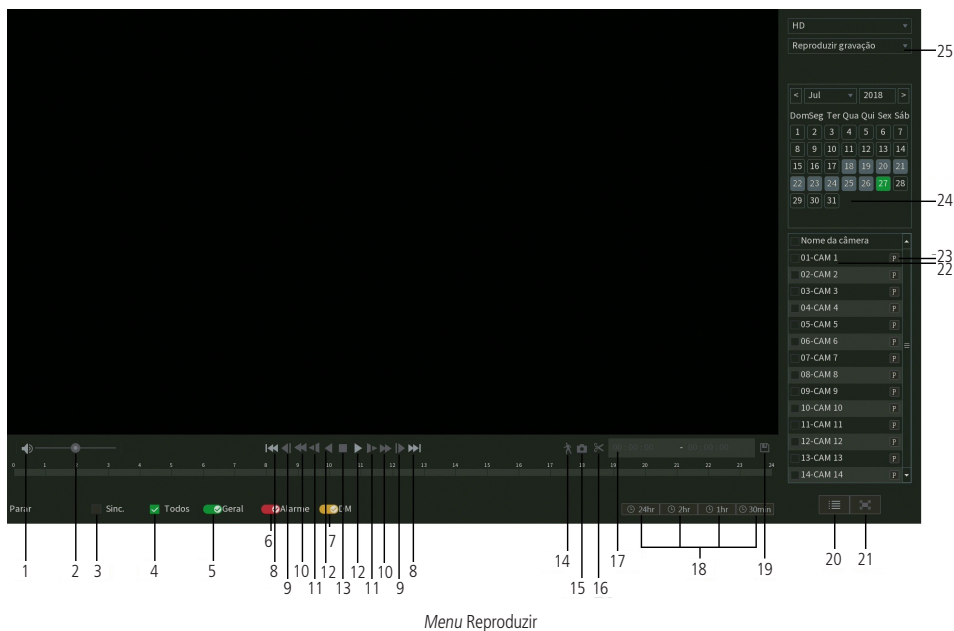 HD
Reproduzir gravação
25
< Jul 2018 >
Dom Seg Ter Qua Qui Sex Sáb
1 2 3 4 5 6 7
8 9 10 11 12 13 14
15 16 17 18 19 20 21
22 23 24 25 26 27 28
29 30 31
24
Nome da câmera
01-CAM 1 P
23
22
02-CAM 2 P
03-CAM 3 P
04-CAM 4 P
05-CAM 5 P
06-CAM 6 P
07-CAM 7 P
08-CAM 8 P
09-CAM 9 P
10-CAM 10 P
11-CAM 11 P
12-CAM 12 P
13-CAM 13 P
14-CAM 14 P
00:00:00 - 00:00:00
0 1 2 3 4 5 6 7 8 9 10 11 12 13 14 15 16 17 18 19 20 21 22 23 24
Parar Sinc. Todos Geral Alarme DM
24hr 2hr 1hr 30min
1 2 3 4 5 6 7 8 9 10 11 12 13 12 11 10 9 8 14 15 16 17 18 19 20 21
Menu Reproduzir